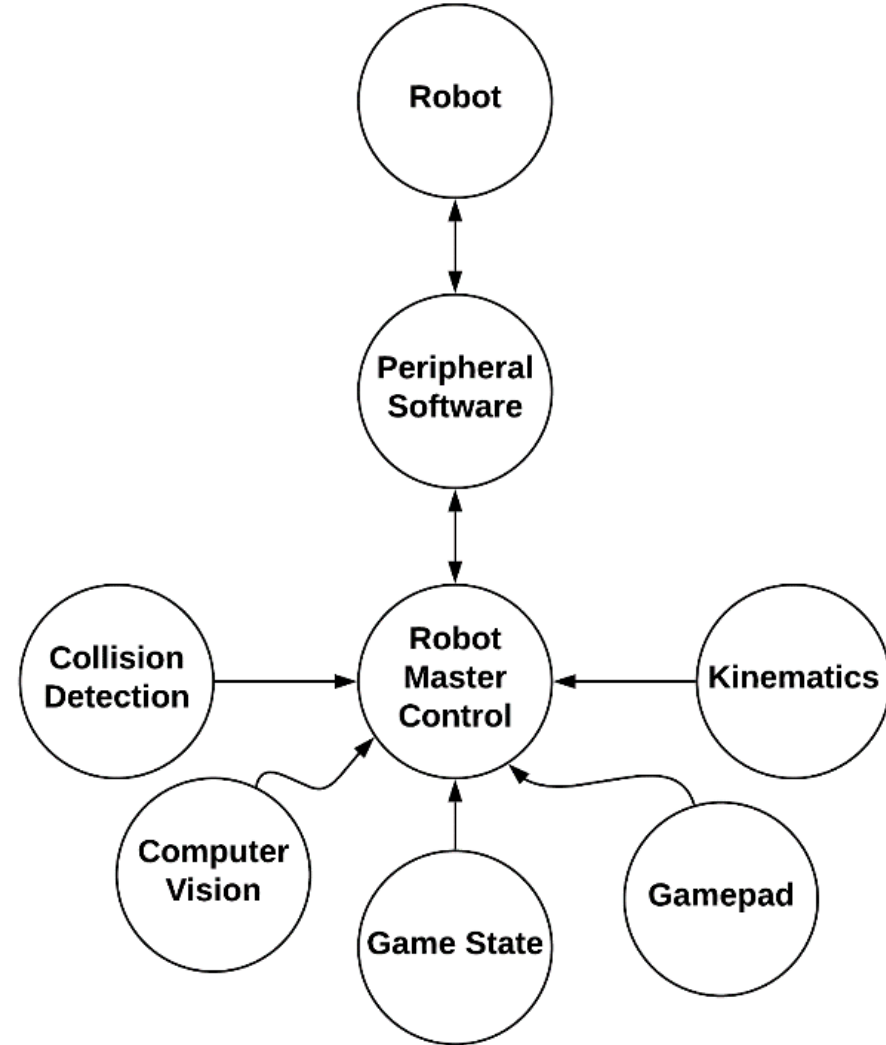 Robot
Peripheral
Software
Robot
Master
Control
Collision
Detection
Kinematics
Computer
Vision
Game State
Gamepad